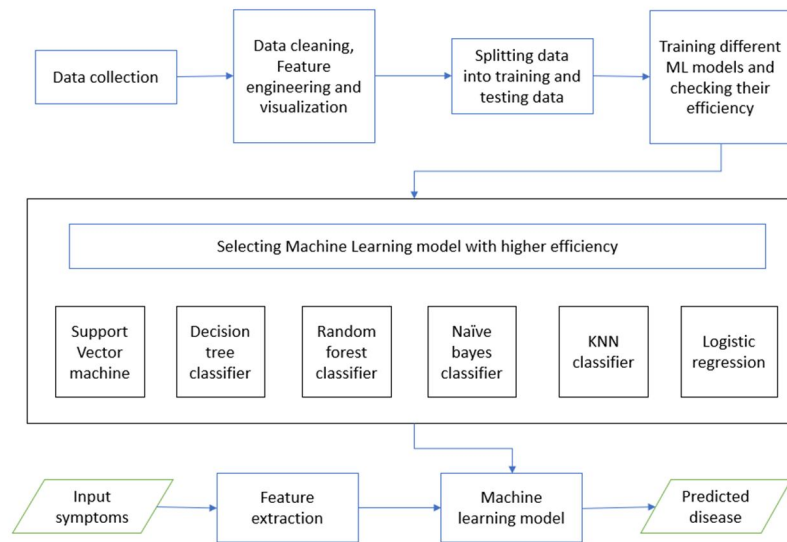 Data collection
Data cleaning,
Feature
engineering and
visualization
Splitting data
into training and
testing data
Training different
ML models and
checking their
efficiency
Selecting Machine Learning model with higher efficiency
Support
Vector
machine
Decision
tree
classifier
Random
forest
classifier
Naïve
bayes
classifier
KNN
classifier
Logistic
regression
Input
symptoms
Feature
extraction
Machine
learning model
Predicted
disease